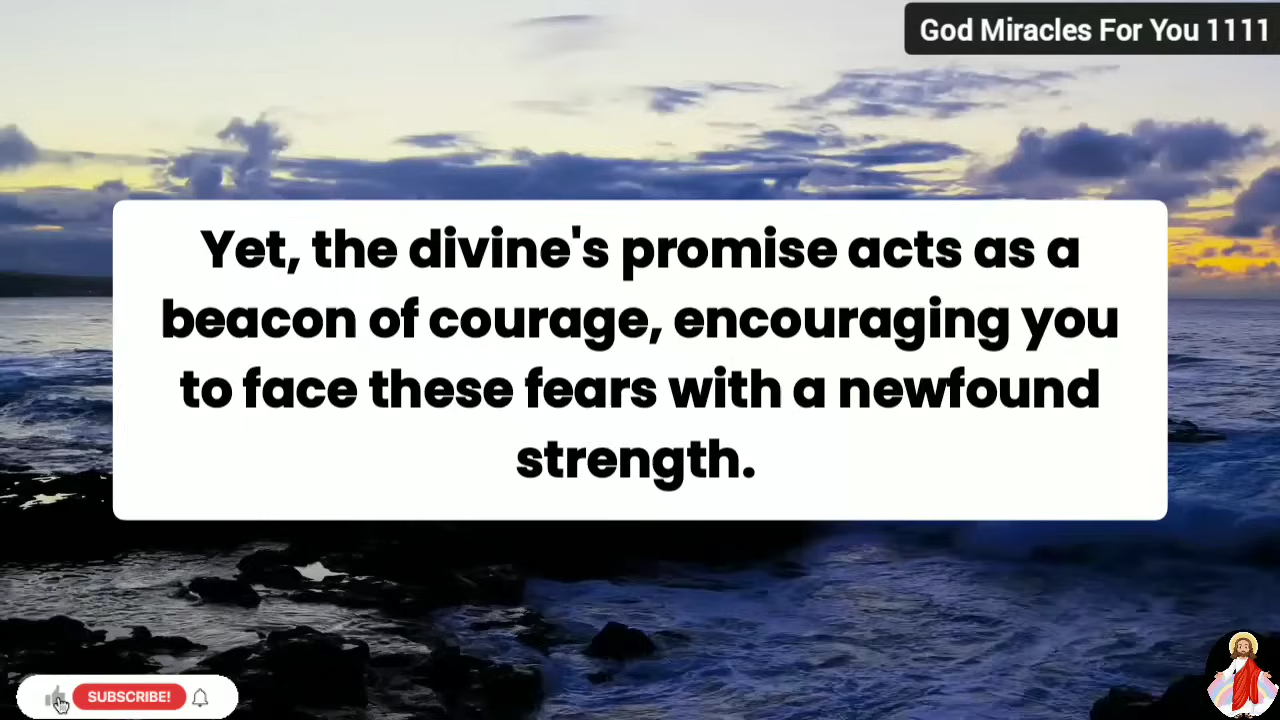 God Miracles For You 1111
Yet, the divine's promise acts as a
beacon of courage, encouraging you
to face these fears with a newfound
strength.
SUBSCRIBE!